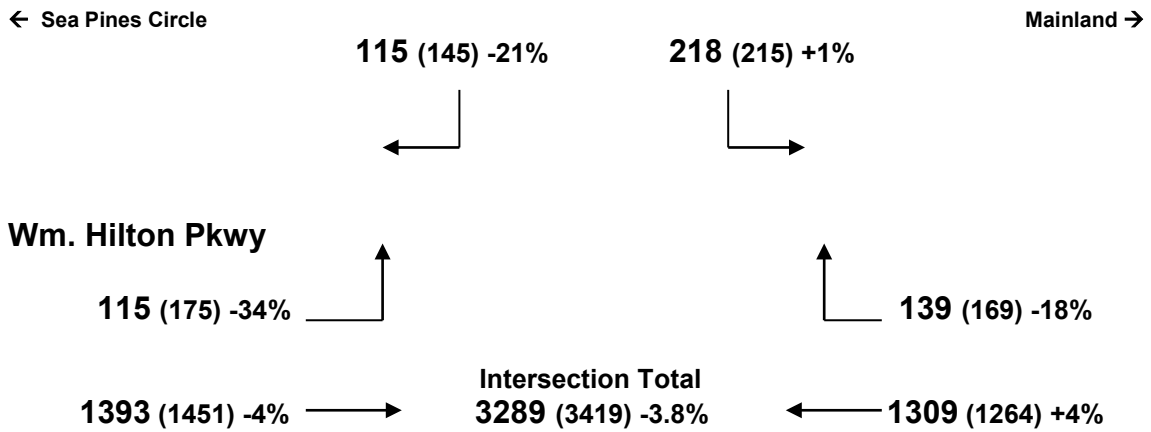 ← Sea Pines Circle
Mainland →
115 (145) -21%
218 (215) +1%
Wm. Hilton Pkwy
115 (175) -34%
139 (169) -18%
Intersection Total
1393 (1451) -4%
3289 (3419) -3.8%
1309 (1264) +4%